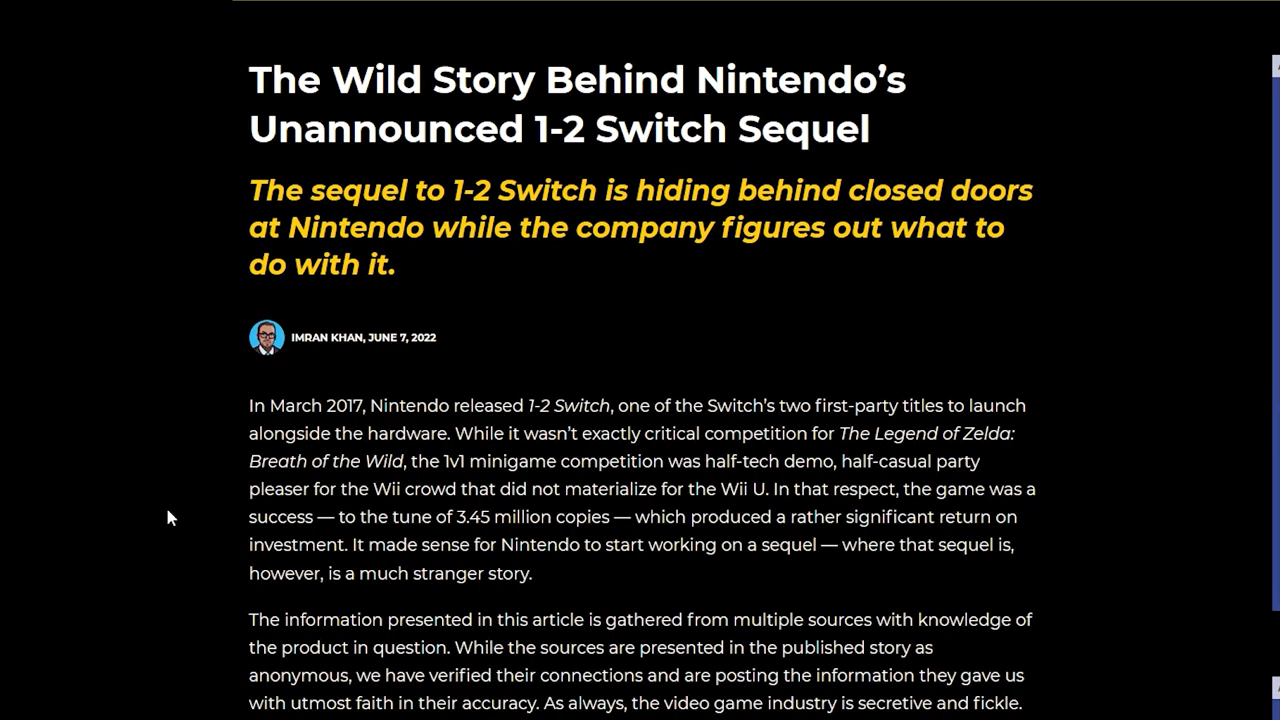 The Wild Story Behind Nintendo’s
Unannounced 1-2 Switch Sequel
The sequel to 1-2 Switch is hiding behind closed doors
at Nintendo while the company figures out what to
do with it.
IMRAN KHAN, JUNE 7, 2022
In March 2017, Nintendo released 1-2 Switch, one of the Switch’s two first-party titles to launch
alongside the hardware. While it wasn’t exactly critical competition for The Legend of Zelda:
Breath of the Wild, the 1v1 minigame competition was half-tech demo, half-casual party
pleaser for the Wii crowd that did not materialize for the Wii U. In that respect, the game was a
success — to the tune of 3.45 million copies — which produced a rather significant return on
investment. It made sense for Nintendo to start working on a sequel — where that sequel is,
however, is a much stranger story.
The information presented in this article is gathered from multiple sources with knowledge of
the product in question. While the sources are presented in the published story as
anonymous, we have verified their connections and are posting the information they gave us
with utmost faith in their accuracy. As always, the video game industry is secretive and fickle.